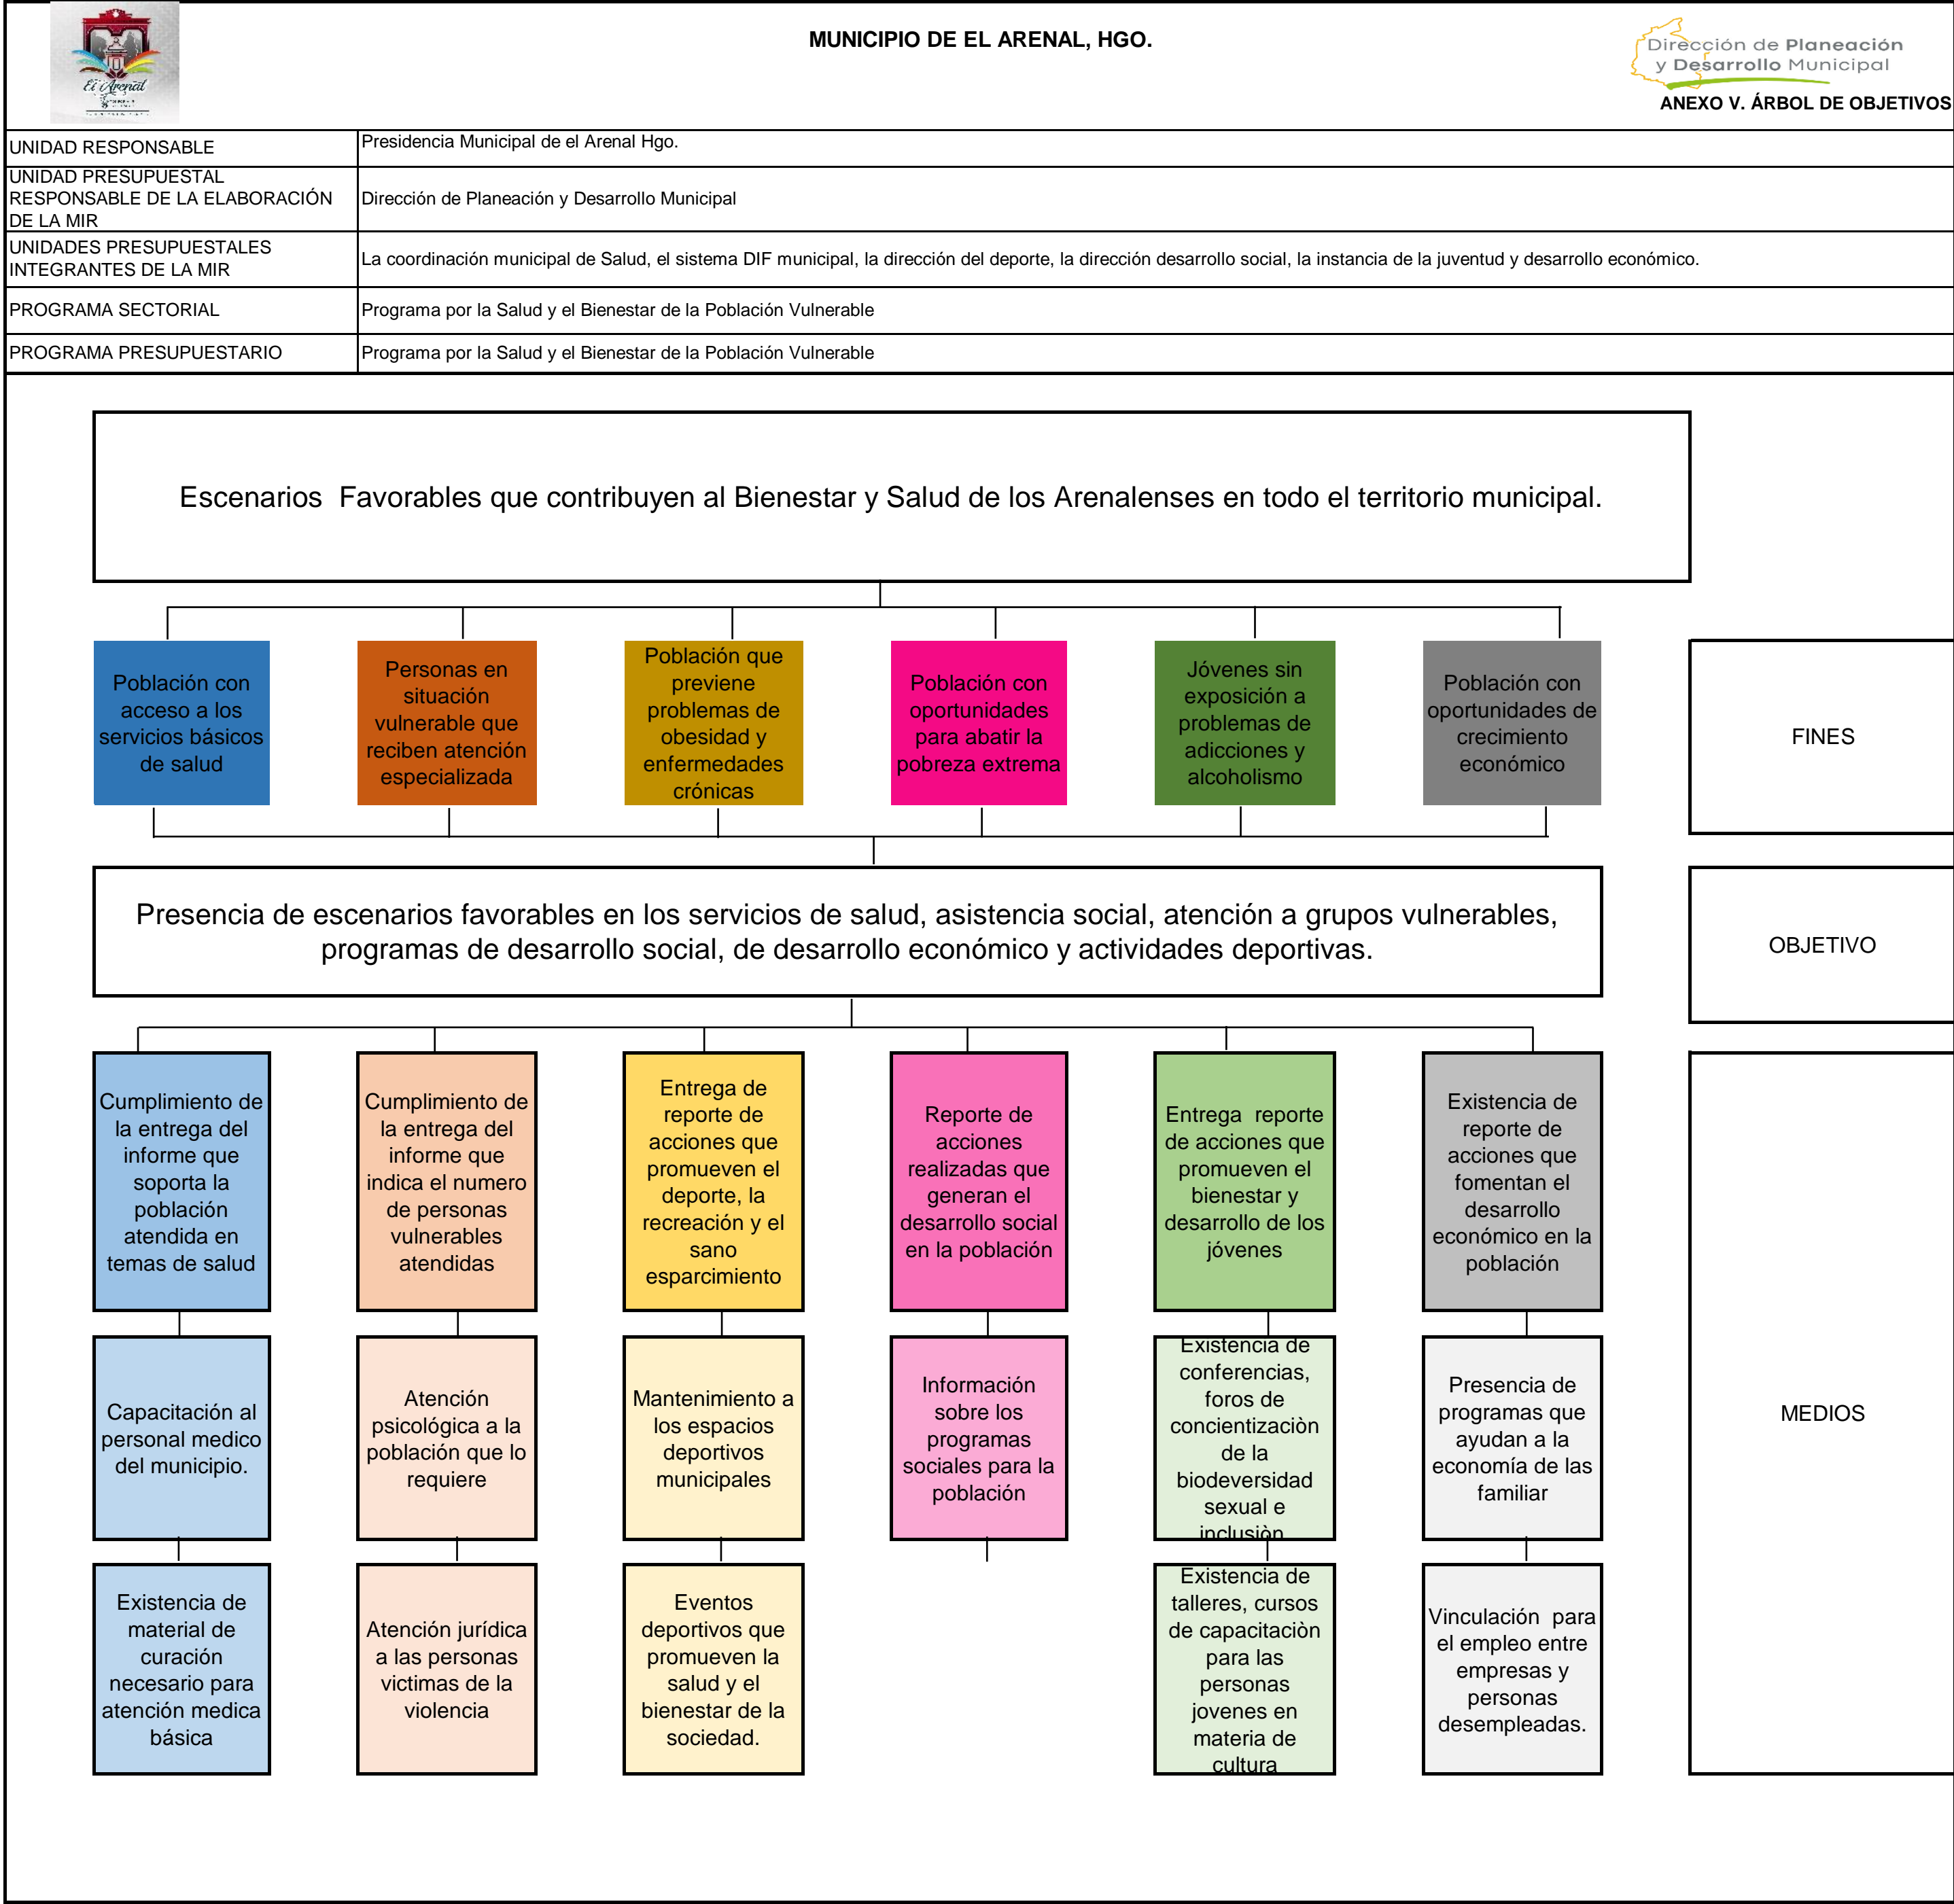 MUNICIPIO DE EL ARENAL, HGO.
El Arenal
Dirección de Planeación
y Desarrollo Municipal
ANEXO V. ÁRBOL DE OBJETIVOS
UNIDAD RESPONSABLE
Presidencia Municipal de el Arenal Hgo.
UNIDAD PRESUPUESTAL
RESPONSABLE DE LA ELABORACIÓN
DE LA MIR
Dirección de Planeación y Desarrollo Municipal
UNIDADES PRESUPUESTALES
INTEGRANTES DE LA MIR
La coordinación municipal de Salud, el sistema DIF municipal, la dirección del deporte, la dirección desarrollo social, la instancia de la juventud y desarrollo económico.
PROGRAMA SECTORIAL
Programa por la Salud y el Bienestar de la Población Vulnerable
PROGRAMA PRESUPUESTARIO
Programa por la Salud y el Bienestar de la Población Vulnerable
Escenarios  Favorables que contribuyen al Bienestar y Salud de los Arenalenses en todo el territorio municipal.
Población con
acceso a los
servicios básicos
de salud
Personas en
situación
vulnerable que
reciben atención
especializada
Población que
previene
problemas de
obesidad y
enfermedades
crónicas
Población con
oportunidades
para abatir la
pobreza extrema
Jóvenes sin
exposición a
problemas de
adicciones y
alcoholismo
Población con
oportunidades de
crecimiento
económico
FINES
Presencia de escenarios favorables en los servicios de salud, asistencia social, atención a grupos vulnerables,
programas de desarrollo social, de desarrollo económico y actividades deportivas.
OBJETIVO
Cumplimiento de
la entrega del
informe que
soporta la
población
atendida en
temas de salud
Cumplimiento de
la entrega del
informe que
indica el numero
de personas
vulnerables
atendidas
Entrega de
reporte de
acciones que
promueven el
deporte, la
recreación y el
sano
esparcimiento
Reporte de
acciones
realizadas que
generan el
desarrollo social
en la población
Entrega  reporte
de acciones que
promueven el
bienestar y
desarrollo de los
jóvenes
Existencia de
reporte de
acciones que
fomentan el
desarrollo
económico en la
población
MEDIOS
Capacitación al
personal medico
del municipio.
Atención
psicológica a la
población que lo
requiere
Mantenimiento a
los espacios
deportivos
municipales
Información
sobre los
programas
sociales para la
población
Existencia de
conferencias,
foros de
concientizaciòn
de la
biodeversidad
sexual e
inclusiòn
Presencia de
programas que
ayudan a la
economía de las
familiar
Existencia de
material de
curación
necesario para
atención medica
básica
Atención jurídica
a las personas
victimas de la
violencia
Eventos
deportivos que
promueven la
salud y el
bienestar de la
sociedad.
Existencia de
talleres, cursos
de capacitaciòn
para las
personas
jovenes en
materia de
cultura
Vinculación  para
el empleo entre
empresas y
personas
desempleadas.